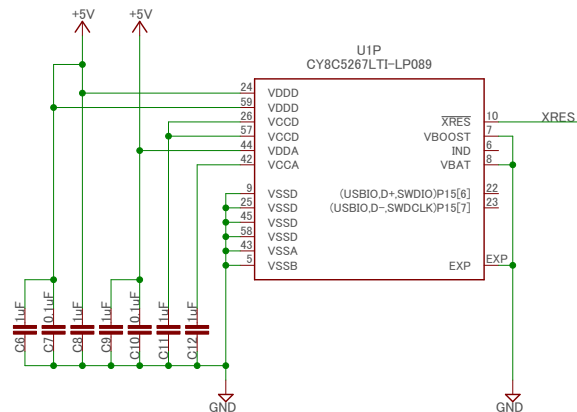 +5V
+5V
U1P
CY8C5267LTI-LP089
24 VDDD
59 VDDD
26 VCCD
57 VCCD
44 VDDA
42 VCCA
9 VSSD
25 VSSD
45 VSSD
58 VSSD
43 VSSA
5 VSSB
XRES 10 XRES
VBOOST 7
IND 6
VBAT 8
(USBIO,D+,SWDIO)P15[6] 22
(USBIO,D-,SWDCLK)P15[7] 23
EXP EXP
C6 1uF
C7 0.1uF
C8 1uF
C9 1uF
C10 0.1uF
C11 1uF
C12 1uF
GND
GND